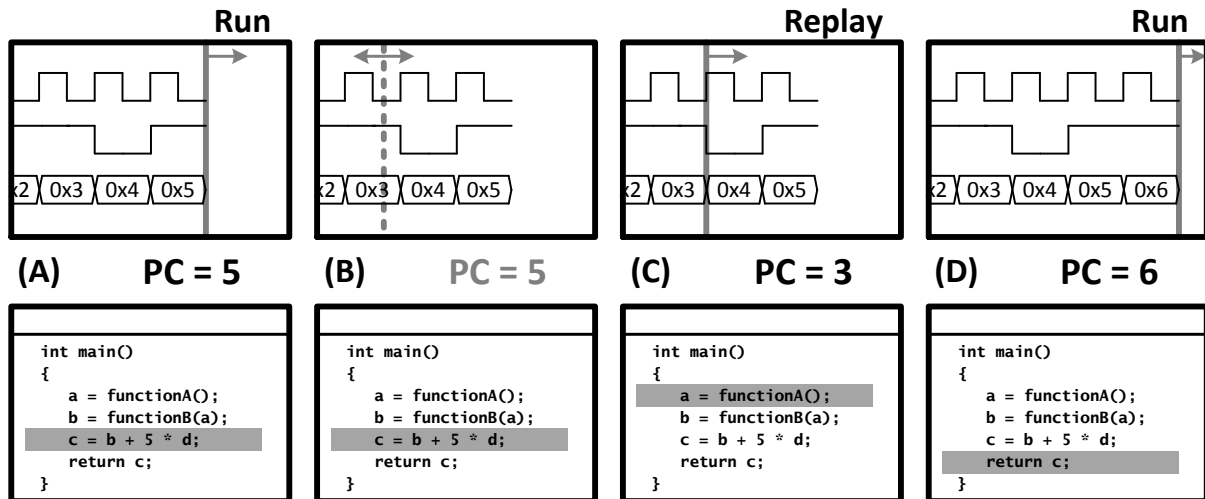 Run
Replay
Run
x2 0x3 0x4 0x5
x2 0x3 0x4 0x5
x2 0x3 0x4 0x5
x2 0x3 0x4 0x5 0x6
(A) PC = 5
(B) PC = 5
(C) PC = 3
(D) PC = 6
int main()
{
a = functionA();
b = functionB(a);
c = b + 5 * d;
return c;
}
int main()
{
a = functionA();
b = functionB(a);
c = b + 5 * d;
return c;
}
int main()
{
a = functionA();
b = functionB(a);
c = b + 5 * d;
return c;
}
int main()
{
a = functionA();
b = functionB(a);
c = b + 5 * d;
return c;
}